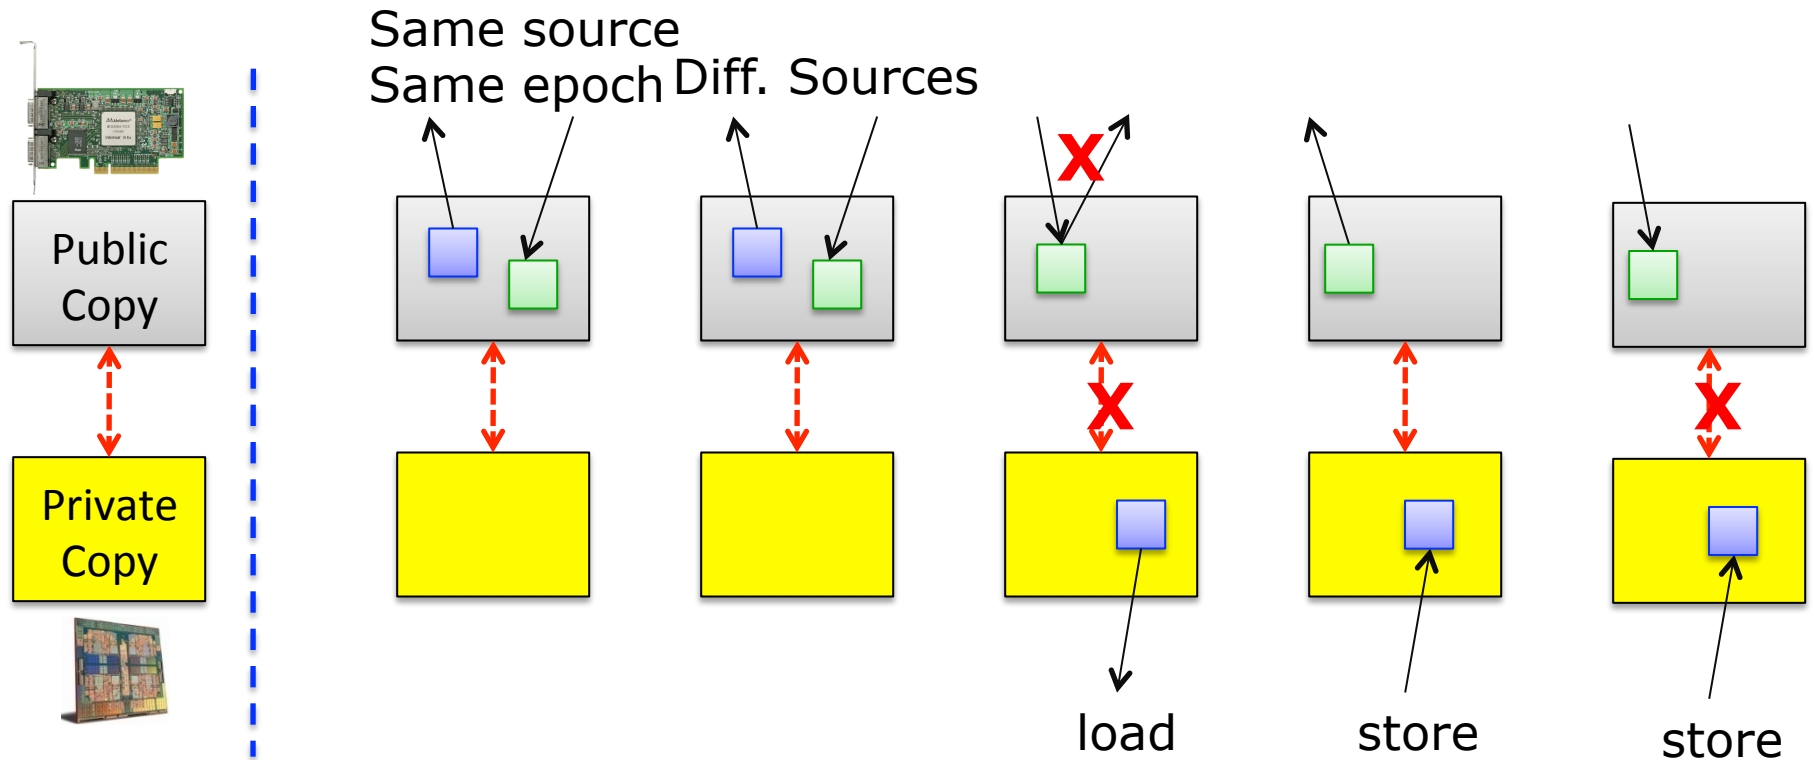 Same source
Same epoch
Diff. Sources
X
Public
Copy
X
X
Private
Copy
load
store
store